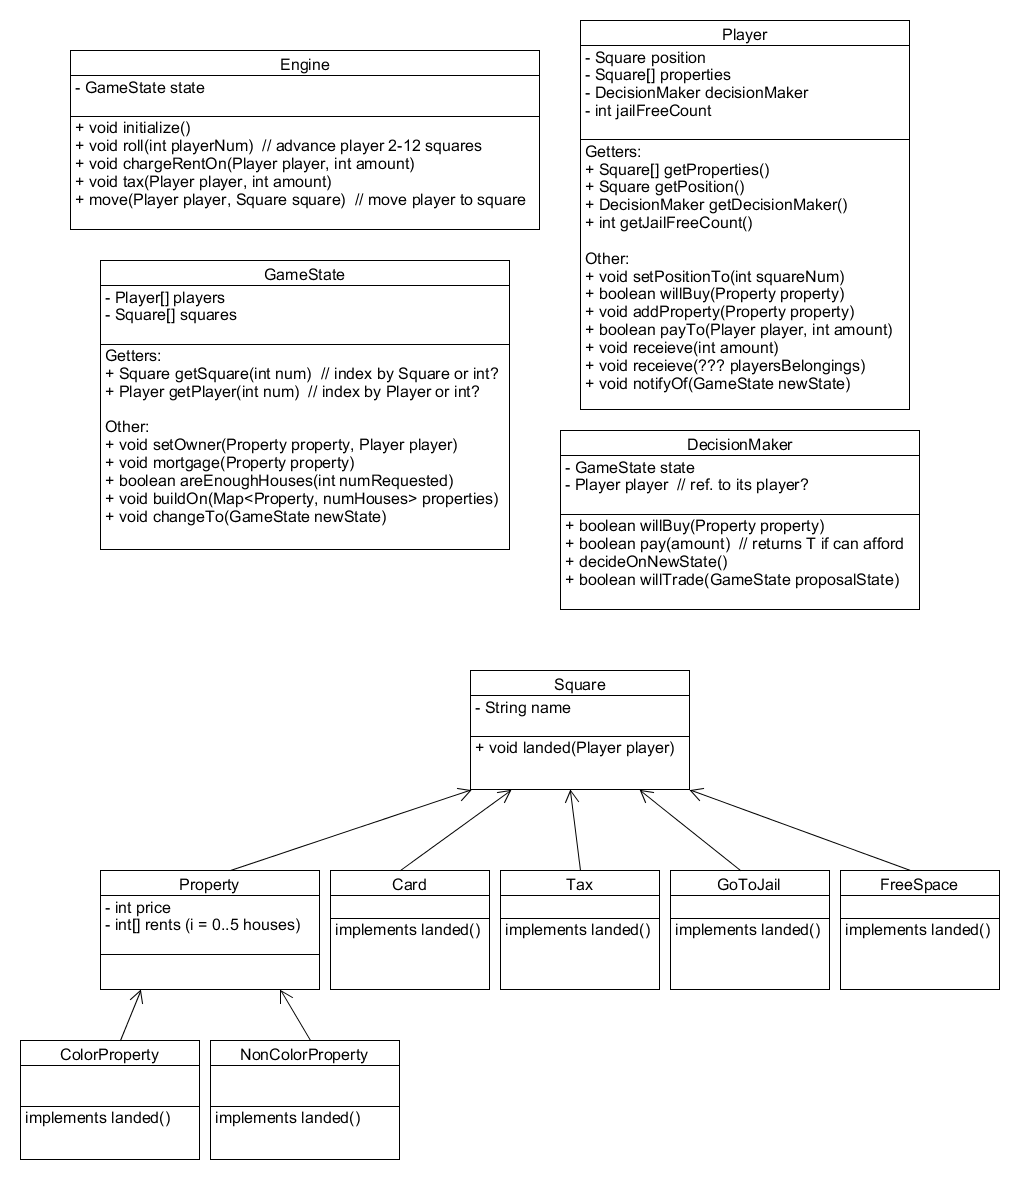 Engine
- GameState state
+ void initialize()
+ void roll(int playerNum)  // advance player 2-12 squares
+ void chargeRentOn(Player player, int amount)
+ void tax(Player player, int amount)
+ move(Player player, Square square)  // move player to square
Player
- Square position
- Square[] properties
- DecisionMaker decisionMaker
- int jailFreeCount
Getters:
+ Square[] getProperties()
+ Square getPosition()
+ DecisionMaker getDecisionMaker()
+ int getJailFreeCount()
Other:
+ void setPositionTo(int squareNum)
+ boolean willBuy(Property property)
+ void addProperty(Property property)
+ boolean payTo(Player player, int amount)
+ void receieve(int amount)
+ void receieve(??? playersBelongings)
+ void notifyOf(GameState newState)
GameState
- Player[] players
- Square[] squares
Getters:
+ Square getSquare(int num)  // index by Square or int?
+ Player getPlayer(int num)  // index by Player or int?
Other:
+ void setOwner(Property property, Player player)
+ void mortgage(Property property)
+ boolean areEnoughHouses(int numRequested)
+ void buildOn(Map<Property, numHouses> properties)
+ void changeTo(GameState newState)
DecisionMaker
- GameState state
- Player player  // ref. to its player?
+ boolean willBuy(Property property)
+ boolean pay(amount)  // returns T if can afford
+ decideOnNewState()
+ boolean willTrade(GameState proposalState)
Square
- String name
+ void landed(Player player)
Property
- int price
- int[] rents (i = 0..5 houses)
Card
implements landed()
Tax
implements landed()
GoToJail
implements landed()
FreeSpace
implements landed()
ColorProperty
implements landed()
NonColorProperty
implements landed()